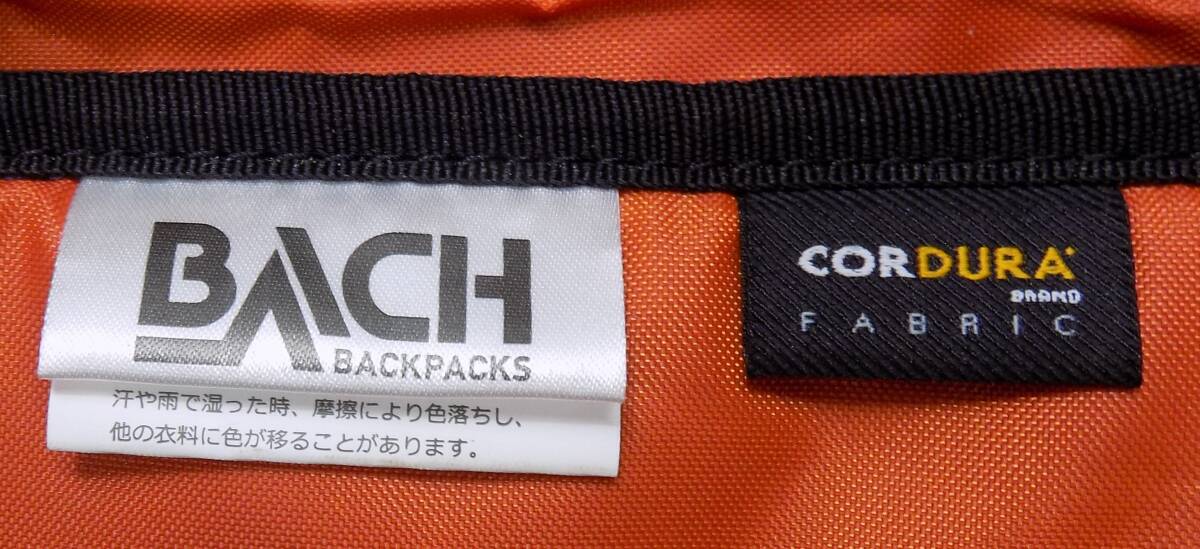 BACH
BACKPACKS
汗や雨で湿った時、摩擦により色落ちし、
他の衣料に色が移ることがあります。
CORDURA
BRAND
FABRIC